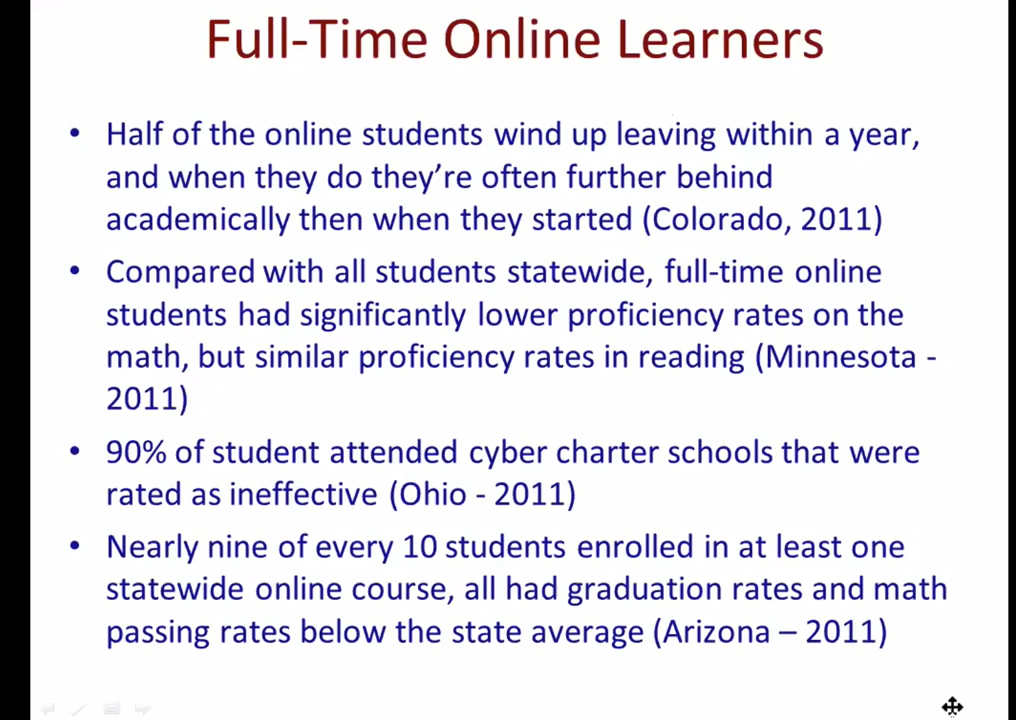 Full-Time Online Learners
• Half of the online students wind up leaving within a year,
and when they do they’re often further behind
academically then when they started (Colorado, 2011)
• Compared with all students statewide, full-time online
students had significantly lower proficiency rates on the
math, but similar proficiency rates in reading (Minnesota -
2011)
• 90% of student attended cyber charter schools that were
rated as ineffective (Ohio - 2011)
• Nearly nine of every 10 students enrolled in at least one
statewide online course, all had graduation rates and math
passing rates below the state average (Arizona – 2011)